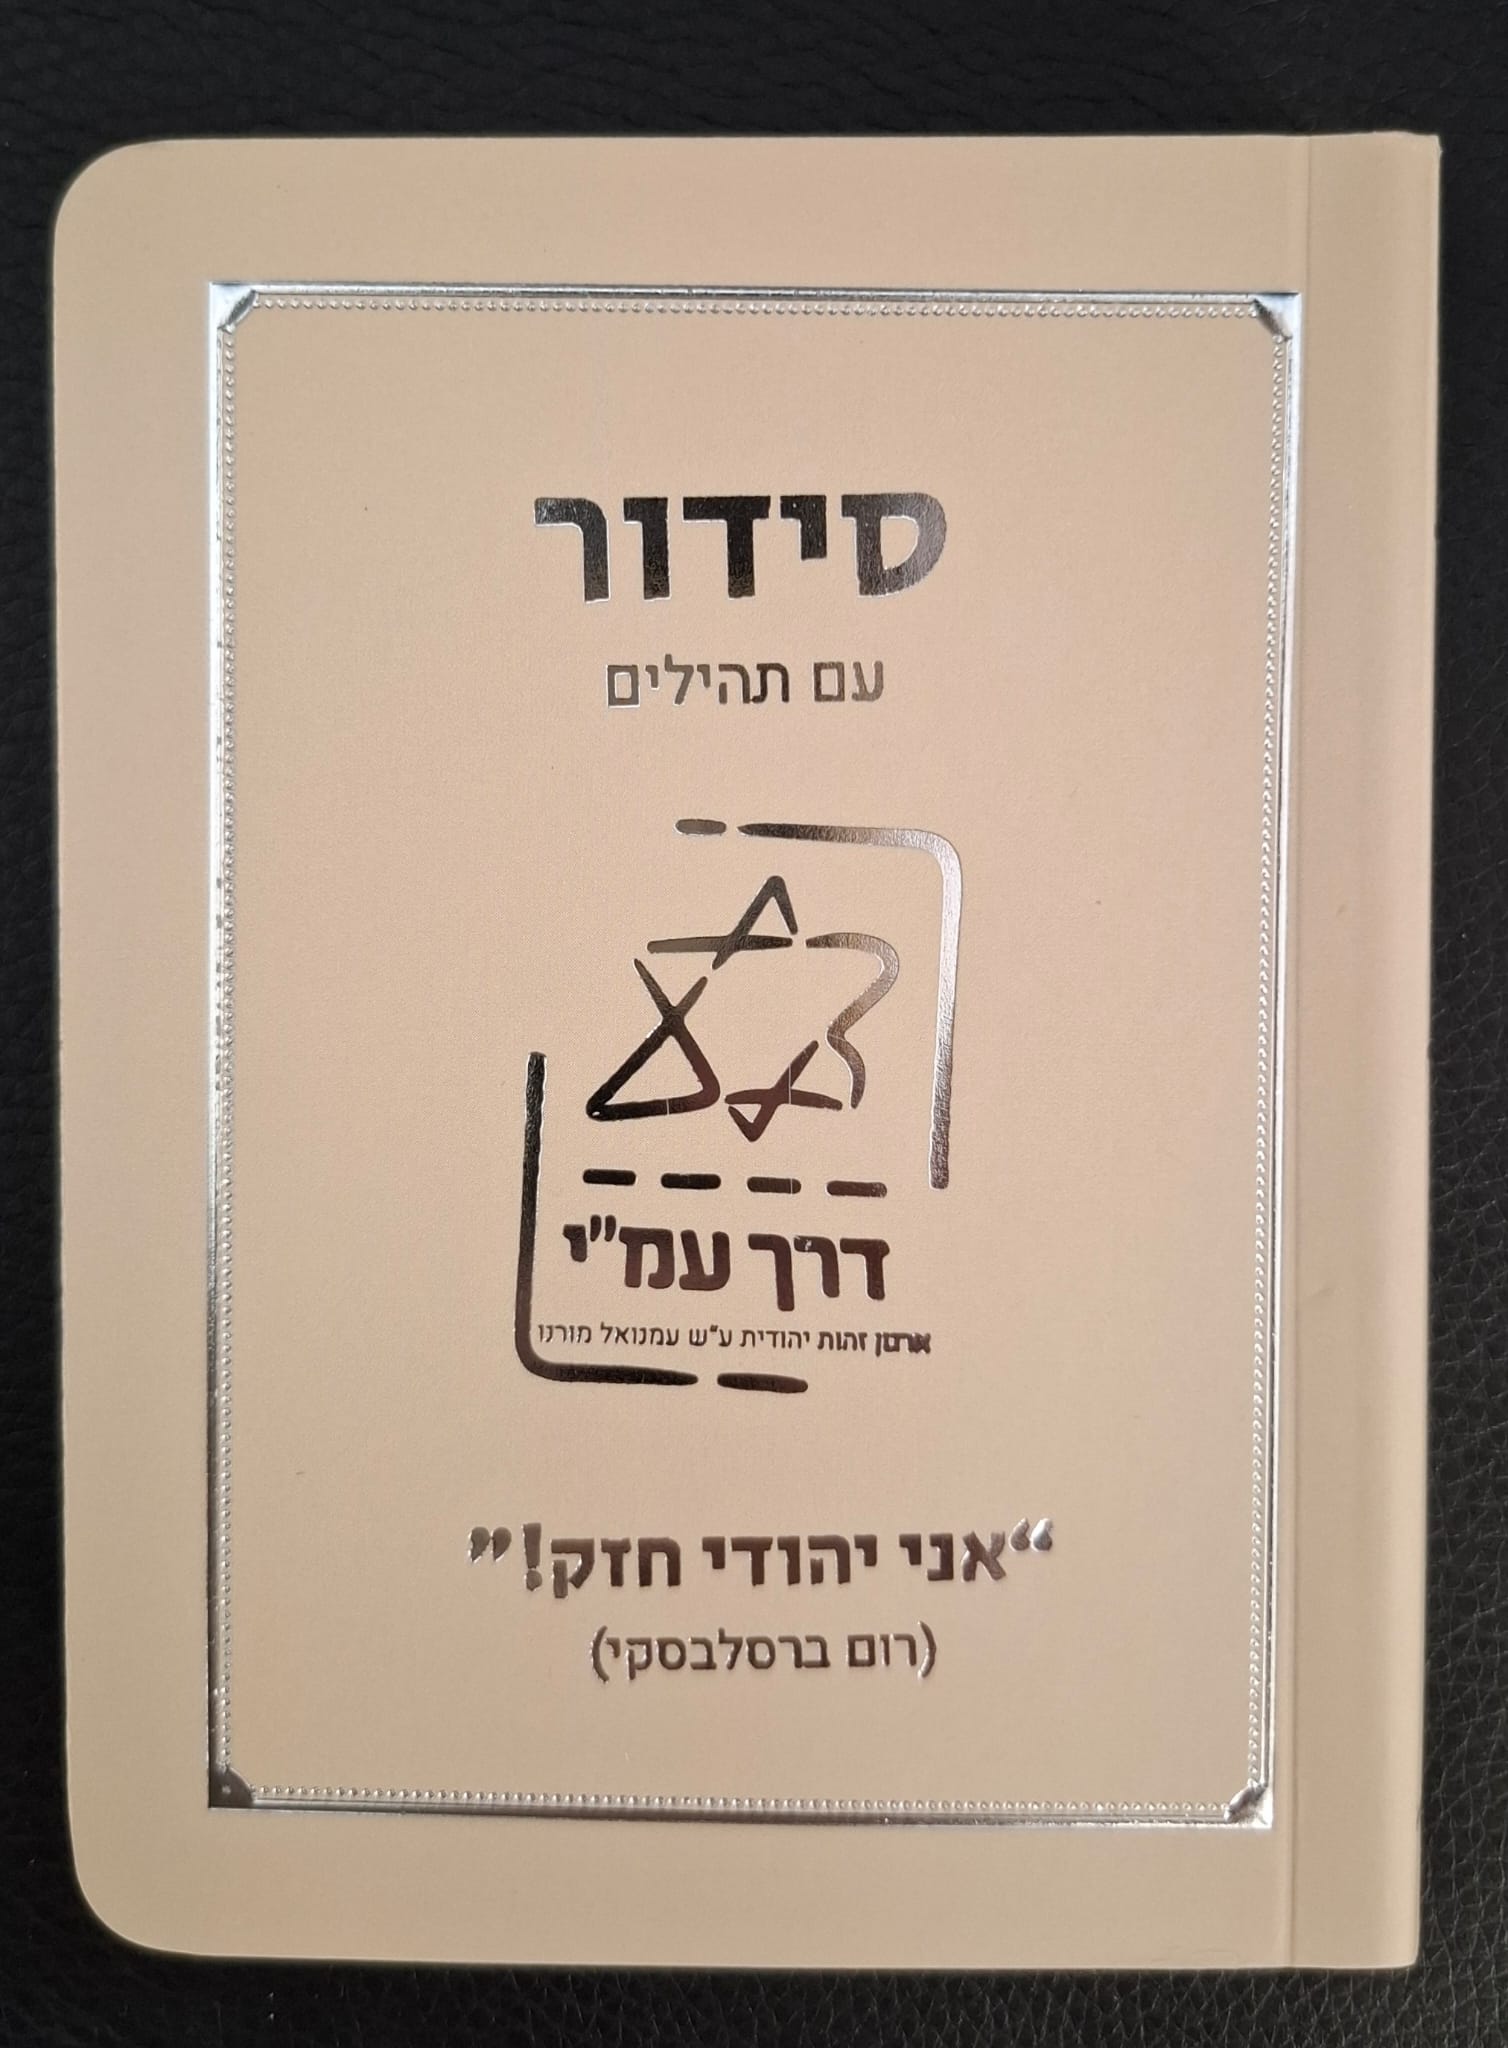 סידור
עם תהילים
דרך עמ"י
ארגון זהות יהודית ע"ש עמנואל מורנו
“אני יהודי חזק!”
(רום ברסלבסקי)